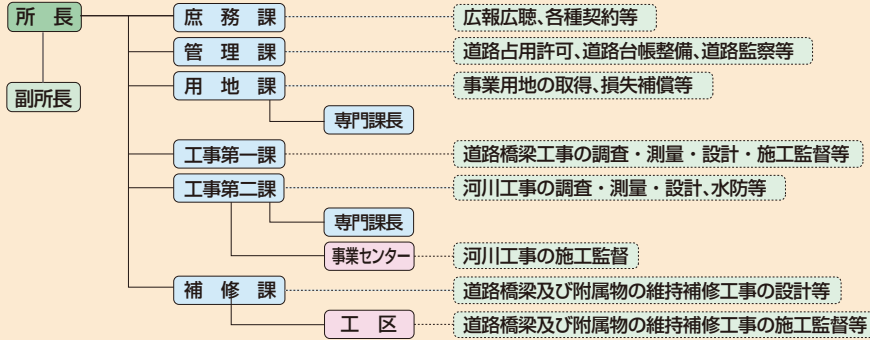 所長
庶務課
広報広聴、各種契約等
管理課
道路占用許可、道路台帳整備、道路監察等
副所長
用地課
事業用地の取得、損失補償等
専門課長
工事第一課
道路橋梁工事の調査・測量・設計・施工監督等
工事第二課
河川工事の調査・測量・設計、水防等
専門課長
事業センター
河川工事の施工監督
補修課
道路橋梁及び附属物の維持補修工事の設計等
工区
道路橋梁及び附属物の維持補修工事の施工監督等